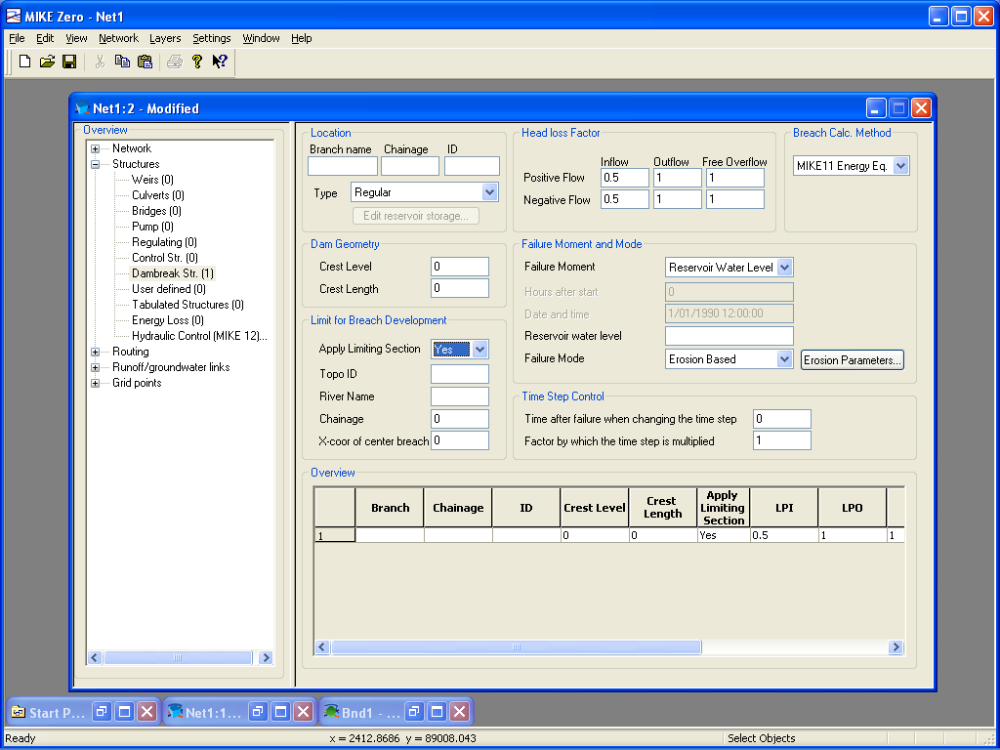 MIKE Zero - Net1
File Edit View Network Layers Settings Window Help
Net1:2 - Modified
Overview
Network
Structures
Weirs (0)
Culverts (0)
Bridges (0)
Pump (0)
Regulating (0)
Control Str. (0)
Dambreak Str. (1)
User defined (0)
Tabulated Structures (0)
Energy Loss (0)
Hydraulic Control (MIKE 12)...
Routing
Runoff/groundwater links
Grid points
Location
Branch name Chainage ID
Type Regular
Edit reservoir storage...
Head loss Factor
Inflow Outflow Free Overflow
Positive Flow 0.5 1 1
Negative Flow 0.5 1 1
Breach Calc. Method
MIKE11 Energy Eq.
Dam Geometry
Crest Level 0
Crest Length 0
Limit for Breach Development
Apply Limiting Section Yes
Topo ID
River Name
Chainage 0
X-coor of center breach 0
Failure Moment and Mode
Failure Moment Reservoir Water Level
Hours after start 0
Date and time 1/01/1990 12:00:00
Reservoir water level
Failure Mode Erosion Based Erosion Parameters...
Time Step Control
Time after failure when changing the time step 0
Factor by which the time step is multiplied 1
Overview
Branch Chainage ID Crest Level Crest Length Apply Limiting Section LPI LPO
1 0 0 Yes 0.5 1 1
Start P... Net1:1... Bnd1 - ...
Ready x = 2412.8686 y = 89008.043 Select Objects